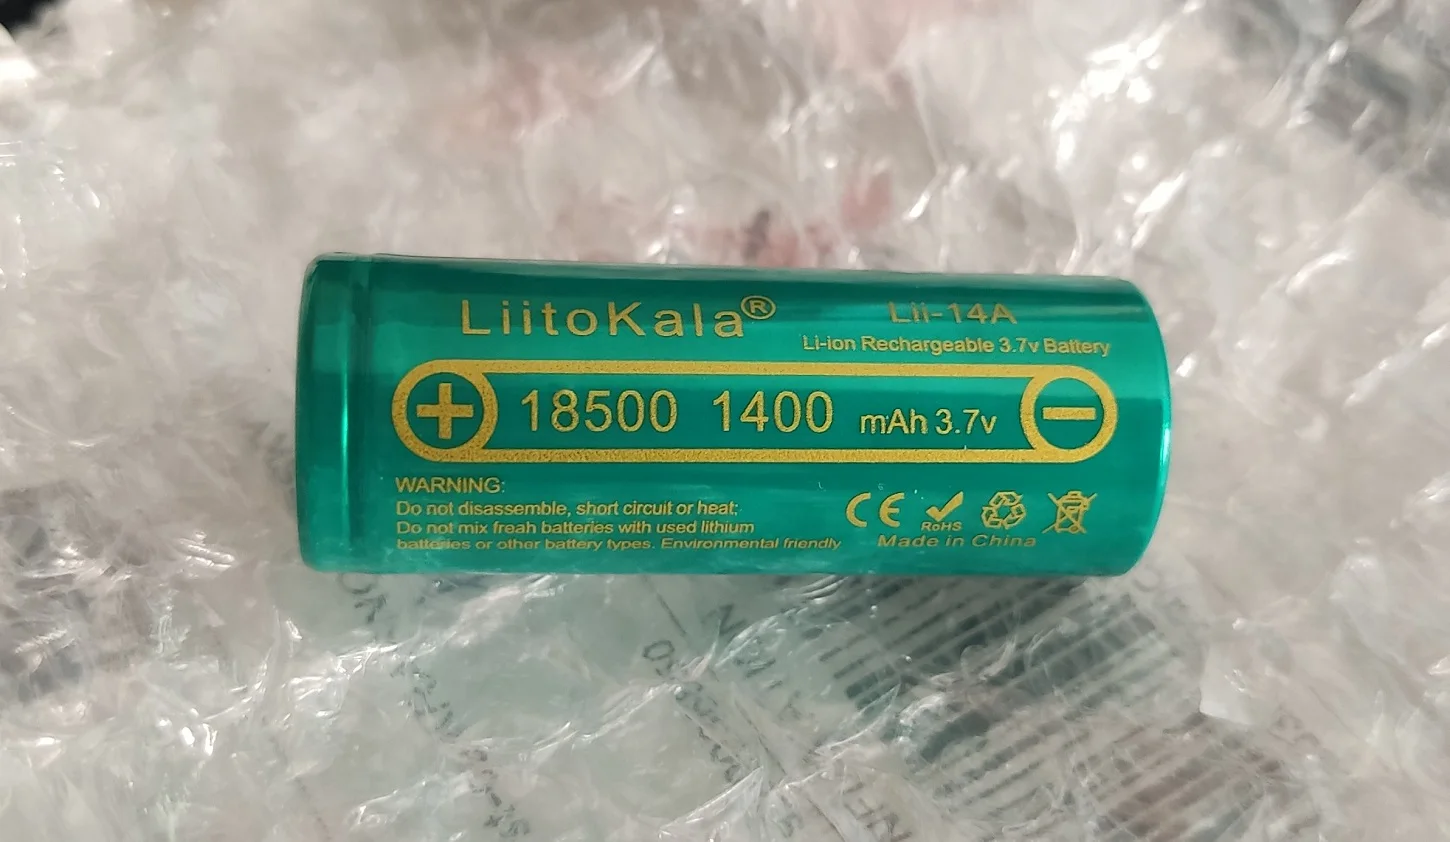 LiitoKala®
Lii-14A
Li-ion Rechargeable 3.7v Battery
+ 18500 1400 mAh 3.7v −
WARNING:
Do not disassemble, short circuit or heat;
Do not mix freah batteries with used lithium
batteries or other battery types. Environmental friendly
CE RoHS
Made in China